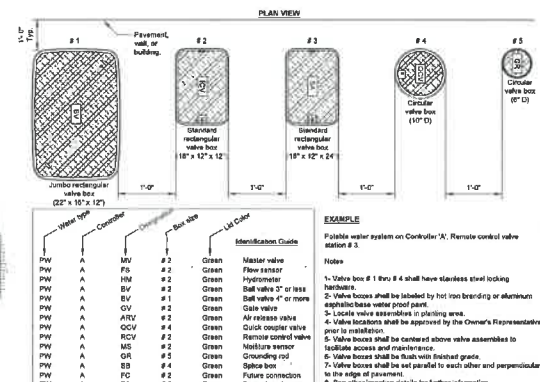 PLAN VIEW
1'- 0"
Typ.
Pavement,
wall, or
building.
# 1
# 2
# 3
# 4
# 5
BV
ICV
QCV
GR
Circular
valve box
(6" D)
Circular
valve box
(10" D)
Standard
rectangular
valve box
(18" x 12" x 12")
Standard
rectangular
valve box
(18" x 12" x 24")
Jumbo rectangular
valve box
(22" x 16" x 12")
1'-0"
1'-0"
1'-0"
1'-0"
Water type
Controller
Designation
Box size
Lid Color
Identification Guide
PW A MV # 2 Green Master valve
PW A FS # 2 Green Flow sensor
PW A HM # 2 Green Hydrometer
PW A BV # 2 Green Ball valve 3" or less
PW A BV # 1 Green Ball valve 4" or more
PW A GV # 2 Green Gate valve
PW A ARV # 2 Green Air release valve
PW A QCV # 4 Green Quick coupler valve
PW A RCV # 2 Green Remote control valve
PW A MS # 2 Green Moisture sensor
PW A GR # 5 Green Grounding rod
PW A SB # 4 Green Splice box
PW A FC # 2 Green Future connection
EXAMPLE
Potable water system on Controller 'A', Remote control valve
station # 3.
Notes
1- Valve box # 1 thru # 4 shall have stainless steel locking
hardware.
2- Valve boxes shall be labeled by hot iron branding or aluminum
asphaltic base water proof paint.
3- Locate valve assemblies in planting area.
4- Valve locations shall be approved by the Owner's Representative
prior to installation.
5- Valve boxes shall be centered above valve assemblies to
facilitate access and maintenance.
6- Valve boxes shall be flush with finished grade.
7- Valve boxes shall be set parallel to each other and perpendicular
to the edge of pavement.